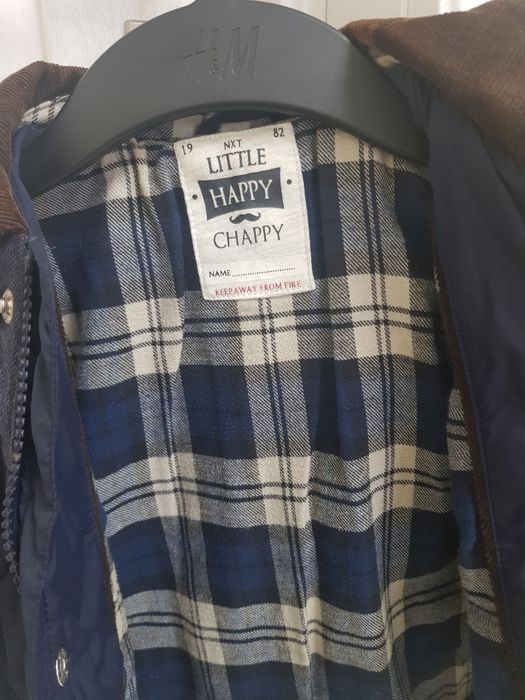 H&M
19 NXT 82
LITTLE
HAPPY
CHAPPY
NAME..........................
KEEP AWAY FROM FIRE